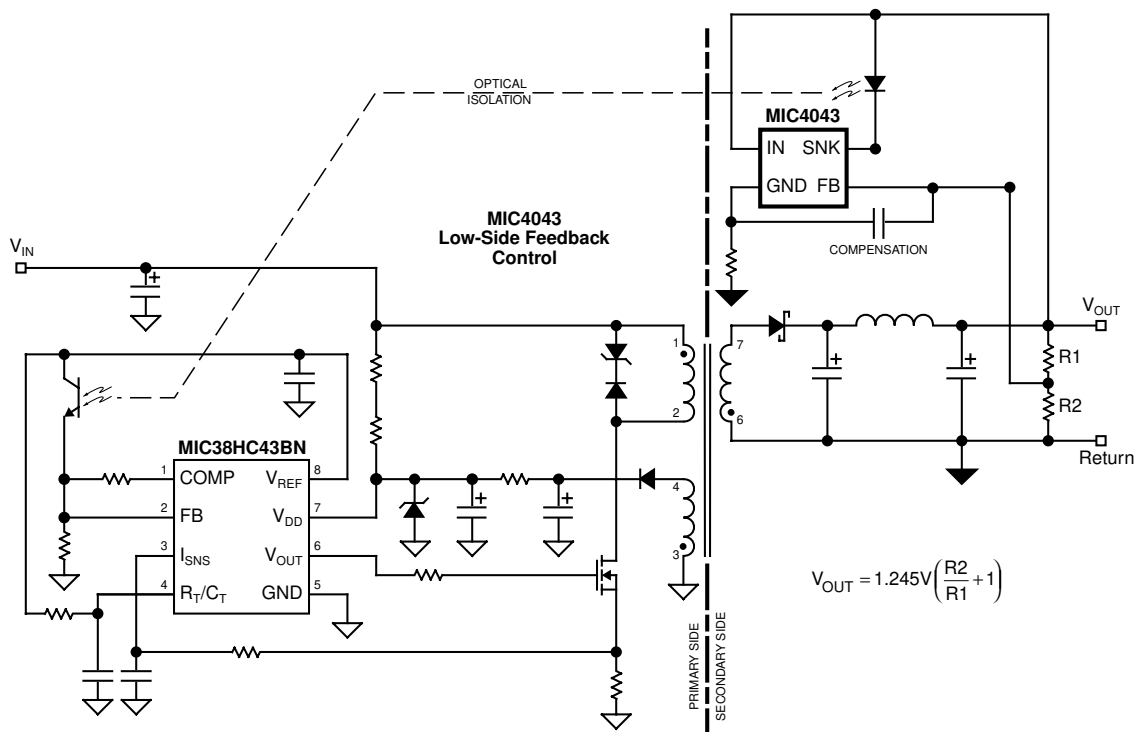 OPTICAL
ISOLATION
MIC4043
IN SNK
GND FB
COMPENSATION
MIC4043
Low-Side Feedback
Control
V_IN
V_OUT
R1
R2
Return
1
2
7
6
4
3
MIC38HC43BN
1 COMP V_REF 8
2 FB V_DD 7
3 I_SNS V_OUT 6
4 R_T/C_T GND 5
V_OUT = 1.245V(R2/R1 + 1)
PRIMARY SIDE
SECONDARY SIDE